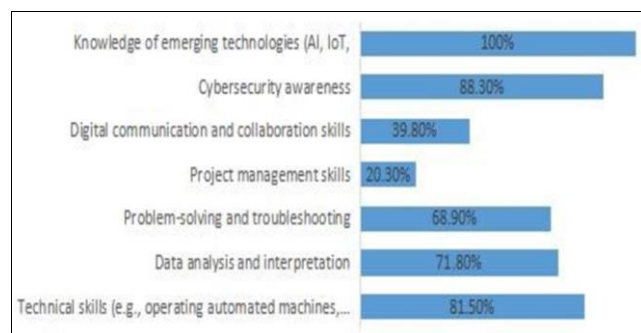 Knowledge of emerging technologies (AI, IoT, 100%
Cybersecurity awareness 88.30%
Digital communication and collaboration skills 39.80%
Project management skills 20.30%
Problem-solving and troubleshooting 68.90%
Data analysis and interpretation 71.80%
Technical skills (e.g., operating automated machines,... 81.50%